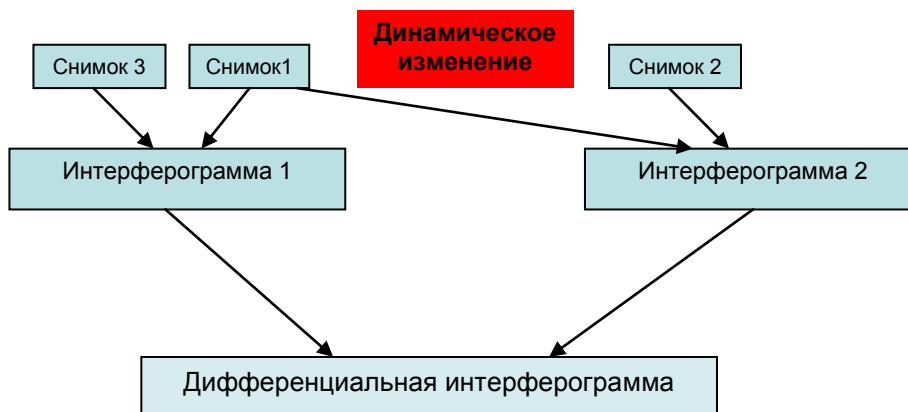 Динамическое
изменение
Снимок 3
Снимок1
Снимок 2
Интерферограмма 1
Интерферограмма 2
Дифференциальная интерферограмма